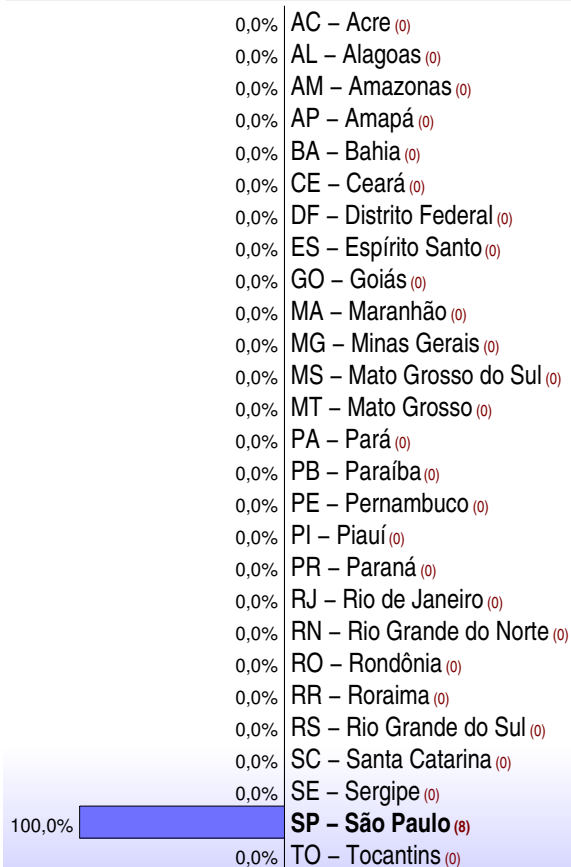 0,0% AC – Acre (0)
0,0% AL – Alagoas (0)
0,0% AM – Amazonas (0)
0,0% AP – Amapá (0)
0,0% BA – Bahia (0)
0,0% CE – Ceará (0)
0,0% DF – Distrito Federal (0)
0,0% ES – Espírito Santo (0)
0,0% GO – Goiás (0)
0,0% MA – Maranhão (0)
0,0% MG – Minas Gerais (0)
0,0% MS – Mato Grosso do Sul (0)
0,0% MT – Mato Grosso (0)
0,0% PA – Pará (0)
0,0% PB – Paraíba (0)
0,0% PE – Pernambuco (0)
0,0% PI – Piauí (0)
0,0% PR – Paraná (0)
0,0% RJ – Rio de Janeiro (0)
0,0% RN – Rio Grande do Norte (0)
0,0% RO – Rondônia (0)
0,0% RR – Roraima (0)
0,0% RS – Rio Grande do Sul (0)
0,0% SC – Santa Catarina (0)
0,0% SE – Sergipe (0)
100,0% SP – São Paulo (8)
0,0% TO – Tocantins (0)